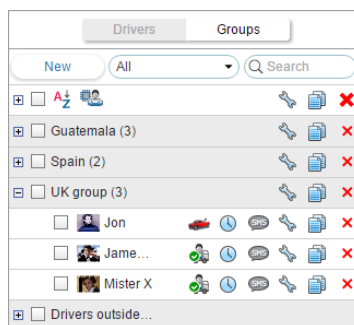 Drivers Groups
New All Search
A Z
Guatemala (3)
Spain (2)
UK group (3)
Jon SMS
Jame... SMS
Mister X SMS
Drivers outside...